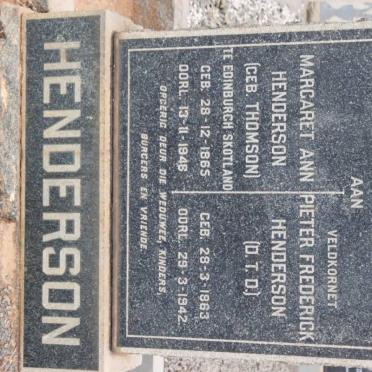 AAN
VELDKORNET
MARGARET ANN PIETER FREDERICK
HENDERSON HENDERSON
(GEB. THOMSON) (D.T.D.)
TE EDINBURGH SKOTLAND
GEB. 28-12-1865 GEB. 28-3-1863
OORL. 13-11-1946 OORL. 29-3-1942.
OPGERIG DEUR DIE WEDUWEE, KINDERS,
BURGERS EN VRIENDE.
HENDERSON